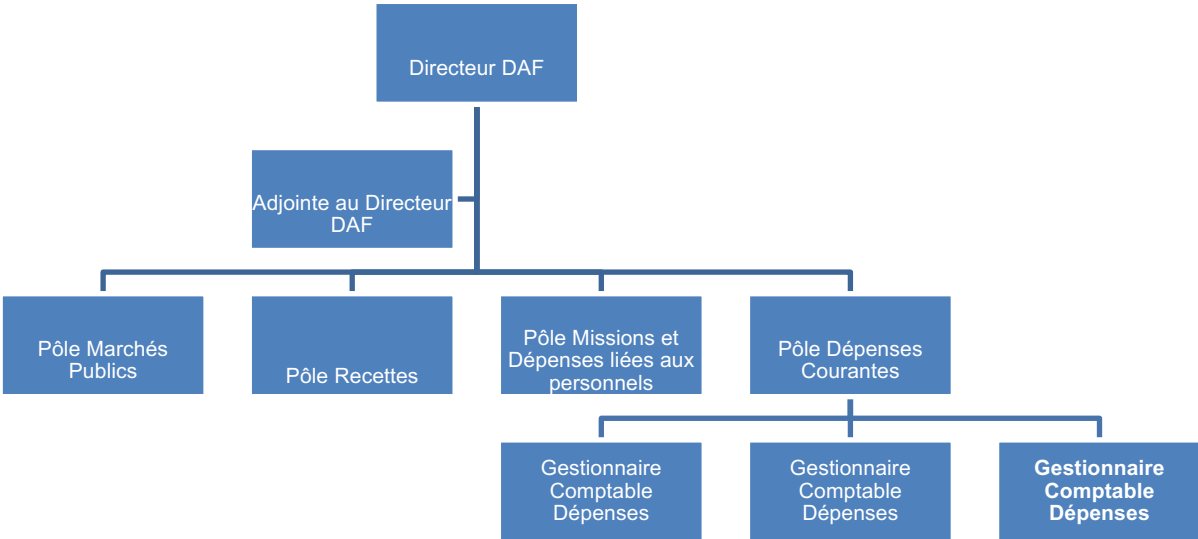 Directeur DAF
Adjointe au Directeur
DAF
Pôle Marchés
Publics
Pôle Recettes
Pôle Missions et
Dépenses liées aux
personnels
Pôle Dépenses
Courantes
Gestionnaire
Comptable
Dépenses
Gestionnaire
Comptable
Dépenses
Gestionnaire
Comptable
Dépenses